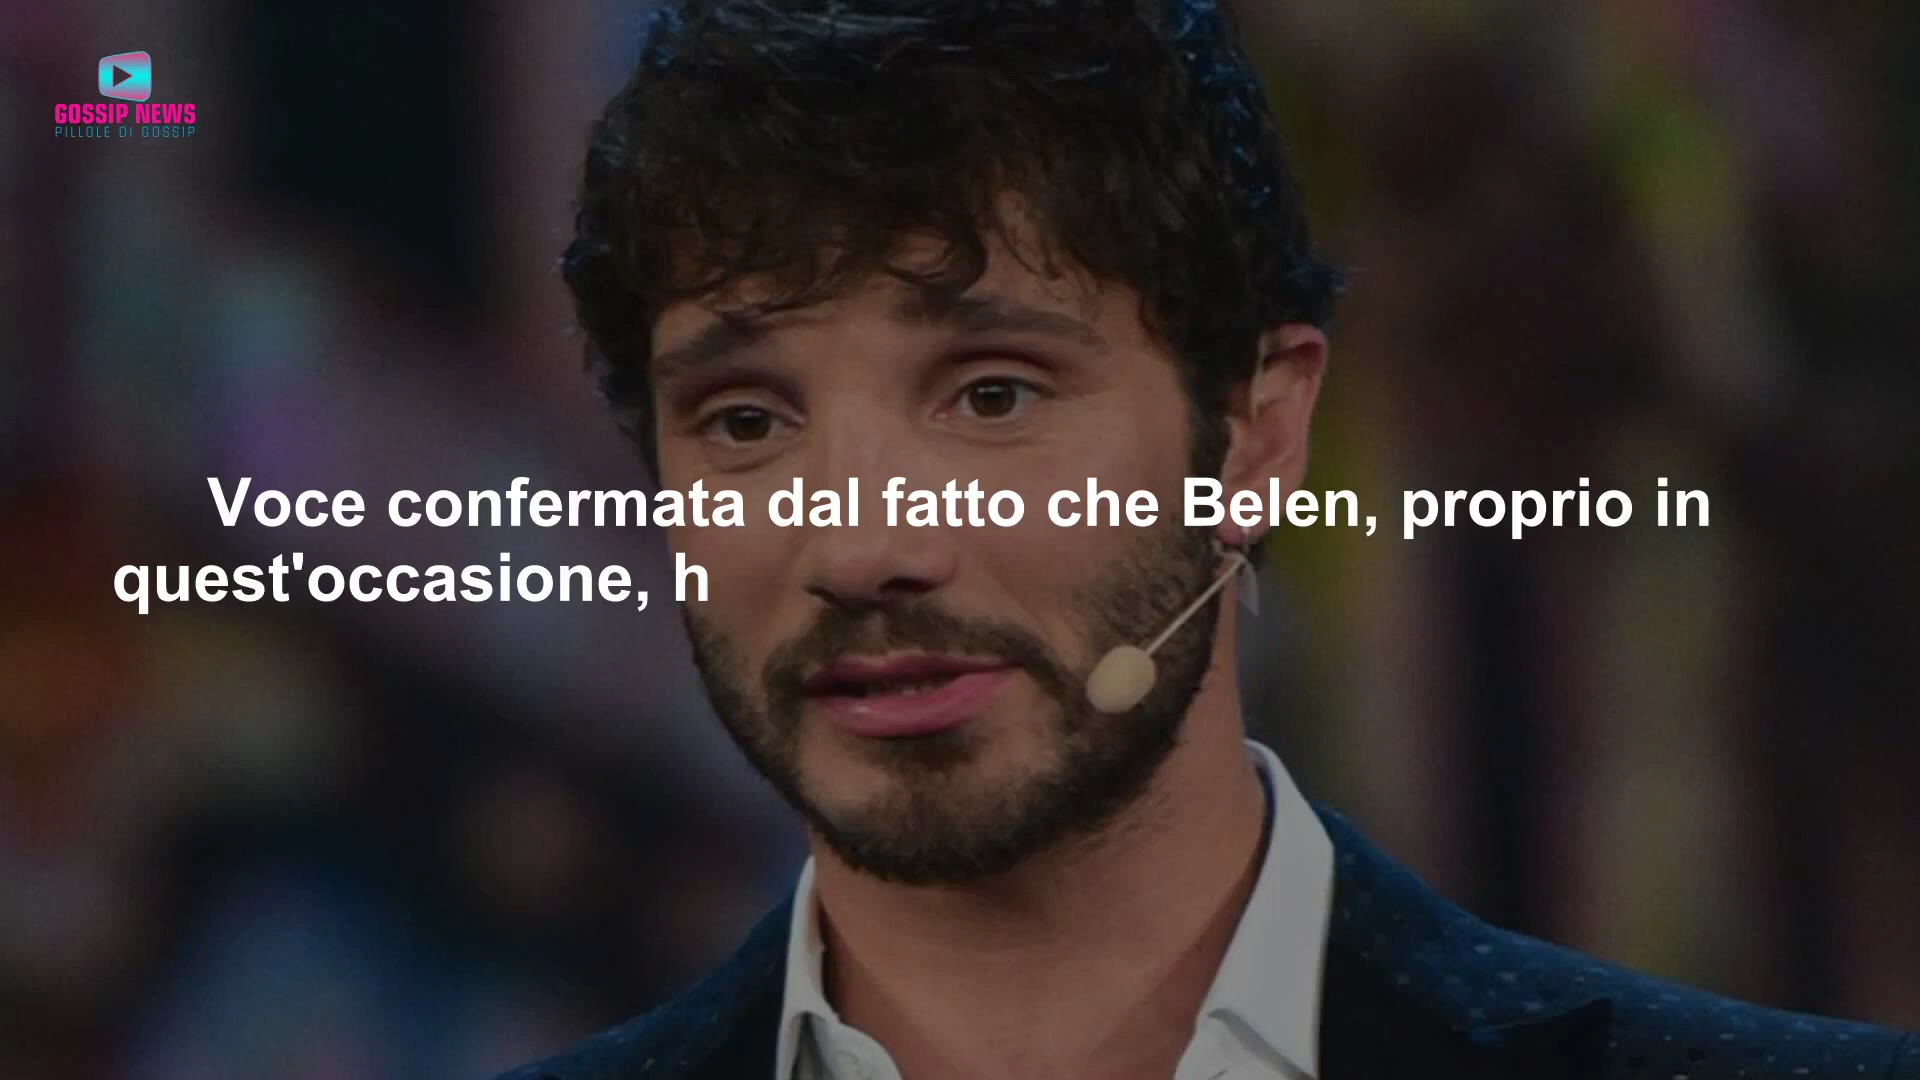 GOSSIP NEWS
PILLOLE DI GOSSIP
Voce confermata dal fatto che Belen, proprio in
quest'occasione, h